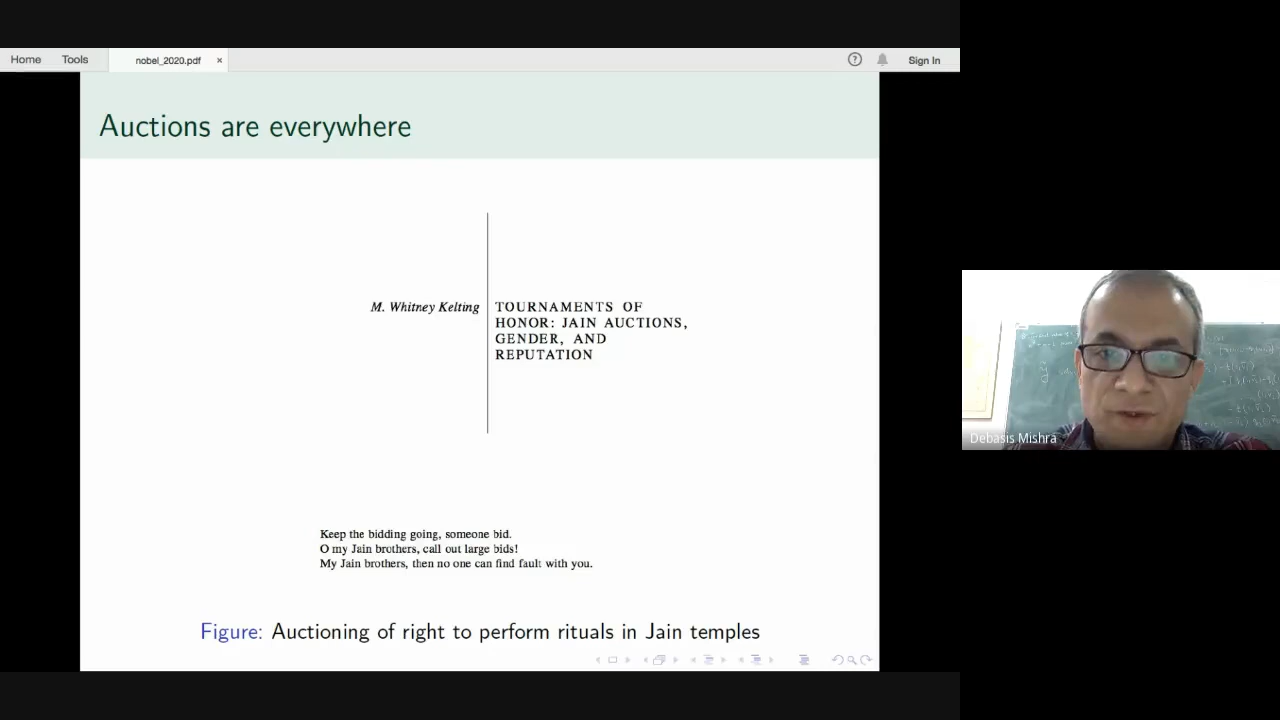 Home Tools nobel_2020.pdf × ? Sign In
Auctions are everywhere
M. Whitney Kelting
TOURNAMENTS OF
HONOR: JAIN AUCTIONS,
GENDER, AND
REPUTATION
Keep the bidding going, someone bid.
O my Jain brothers, call out large bids!
My Jain brothers, then no one can find fault with you.
Figure: Auctioning of right to perform rituals in Jain temples
Debasis Mishra